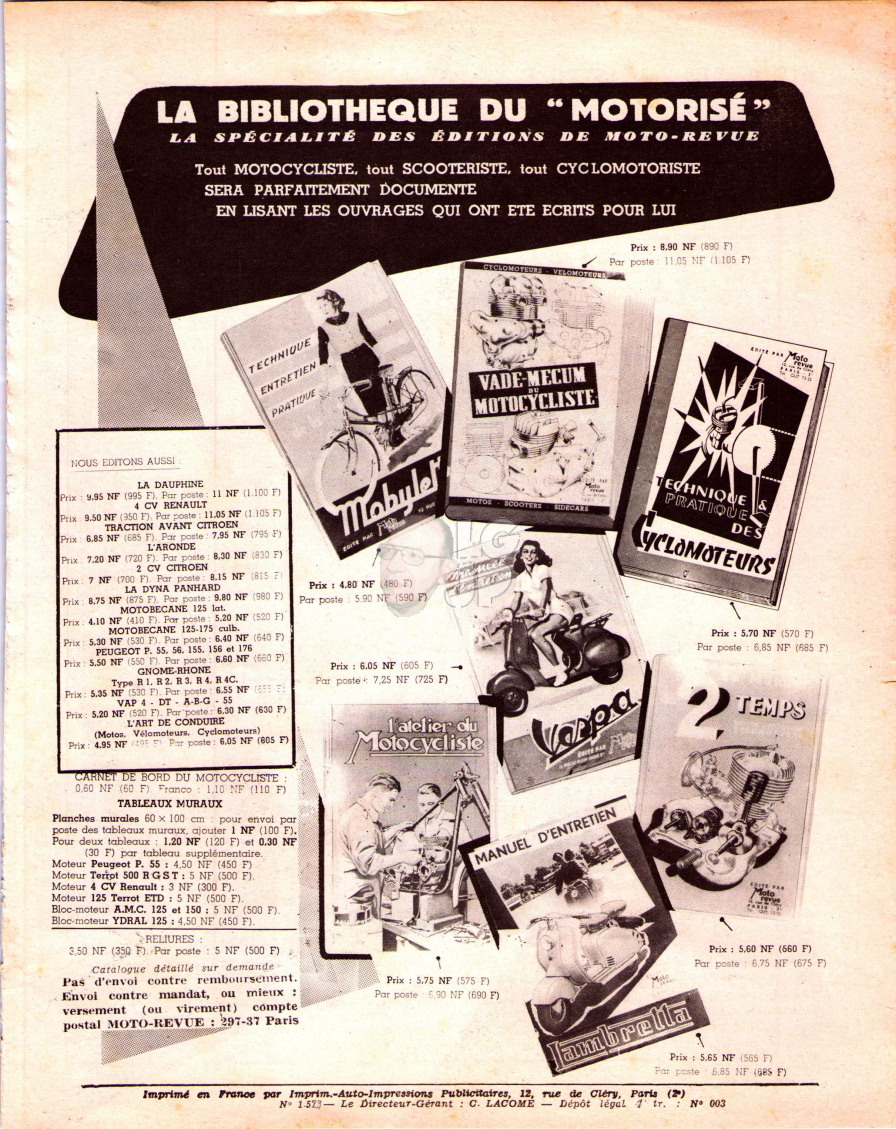 LA BIBLIOTHEQUE DU “MOTORISÉ”
LA SPÉCIALITÉ DES ÉDITIONS DE MOTO-REVUE
Tout MOTOCYCLISTE, tout SCOOTERISTE, tout CYCLOMOTORISTE
SERA PARFAITEMENT DOCUMENTE
EN LISANT LES OUVRAGES QUI ONT ETE ECRITS POUR LUI
Prix : 8,90 NF (890 F)
Par poste : 11,05 NF (1.105 F)
TECHNIQUE
ENTRETIEN
PRATIQUE
Mobylet
EDITE PAR Moto
CYCLOMOTEURS - VELOMOTEURS
VADE-MECUM
DU
MOTOCYCLISTE
MOTOS - SCOOTERS - SIDECARS
EDITE PAR
Moto
revue
PARIS
TECHNIQUE &
PRATIQUE
DES
CYCLOMOTEURS
NOUS EDITONS AUSSI :
LA DAUPHINE
Prix : 9.95 NF (995 F). Par poste : 11 NF (1.100 F)
4 CV RENAULT
Prix : 9.50 NF (950 F). Par poste : 11.05 NF (1.105 F)
TRACTION AVANT CITROEN
Prix : 6.85 NF (685 F). Par poste : 7.95 NF (795 F)
L'ARONDE
Prix : 7.20 NF (720 F). Par poste : 8.30 NF (830 F)
2 CV CITROEN
Prix : 7 NF (700 F). Par poste : 8.15 NF (815 F)
LA DYNA PANHARD
Prix : 8.75 NF (875 F). Par poste : 9.80 NF (980 F)
MOTOBECANE 125 lat.
Prix : 4.10 NF (410 F). Par poste : 5.20 NF (520 F)
MOTOBECANE 125-175 culb.
Prix : 5.30 NF (530 F). Par poste : 6.40 NF (640 F)
PEUGEOT P. 55, 56, 155, 156 et 176
Prix : 5,50 NF (550 F). Par poste : 6.60 NF (660 F)
GNOME-RHONE
Type R 1, R 2, R 3, R 4, R 4C.
Prix : 5.35 NF (530 F). Par poste : 6.55 NF
VAP 4 - DT - A-B-G - 55
Prix : 5.20 NF (520 F). Par poste : 6.30 NF (630 F)
L'ART DE CONDUIRE
(Motos, Vélomoteurs, Cyclomoteurs)
Prix : 4.95 NF (495 F). Par poste : 6.05 NF (605 F)
CARNET DE BORD DU MOTOCYCLISTE :
0,60 NF (60 F). Franco : 1,10 NF (110 F)
TABLEAUX MURAUX
Planches murales 60 × 100 cm : pour envoi par
poste des tableaux muraux, ajouter 1 NF (100 F).
Pour deux tableaux : 1,20 NF (120 F) et 0,30 NF
(30 F) par tableau supplémentaire.
Moteur Peugeot P. 55 : 4,50 NF (450 F).
Moteur Terrot 500 R G S T : 5 NF (500 F).
Moteur 4 CV Renault : 3 NF (300 F).
Moteur 125 Terrot ETD : 5 NF (500 F).
Bloc-moteur A.M.C. 125 et 150 : 5 NF (500 F).
Bloc-moteur YDRAL 125 : 4,50 NF (450 F).
RELIURES :
3,50 NF (350 F). Par poste : 5 NF (500 F)
Catalogue détaillé sur demande
Pas d'envoi contre remboursement.
Envoi contre mandat, ou mieux :
versement (ou virement) compte
postal MOTO-REVUE : 297-37 Paris
Prix : 4.80 NF (480 F)
Par poste : 5.90 NF (590 F)
manuel
d'entretien
Vespa
EDITE PAR
Prix : 5.70 NF (570 F)
Par poste : 6,85 NF (685 F)
Prix : 6,05 NF (605 F)
Par poste : 7,25 NF (725 F)
l'atelier du
Motocycliste
2 TEMPS
EDITE PAR
Moto
revue
PARIS
MANUEL D'ENTRETIEN
Lambretta
Prix : 5,60 NF (560 F)
Par poste : 6,75 NF (675 F)
Prix : 5,75 NF (575 F)
Par poste : 6,90 NF (690 F)
Prix : 5,65 NF (565 F)
Par poste : 6.85 NF (685 F)
Imprimé en France par Imprim.-Auto-Impressions Publicitaires, 12, rue de Cléry, Paris (2e)
Le Directeur-Gérant : C. LACOME — Dépôt légal 1er tr. : No 003